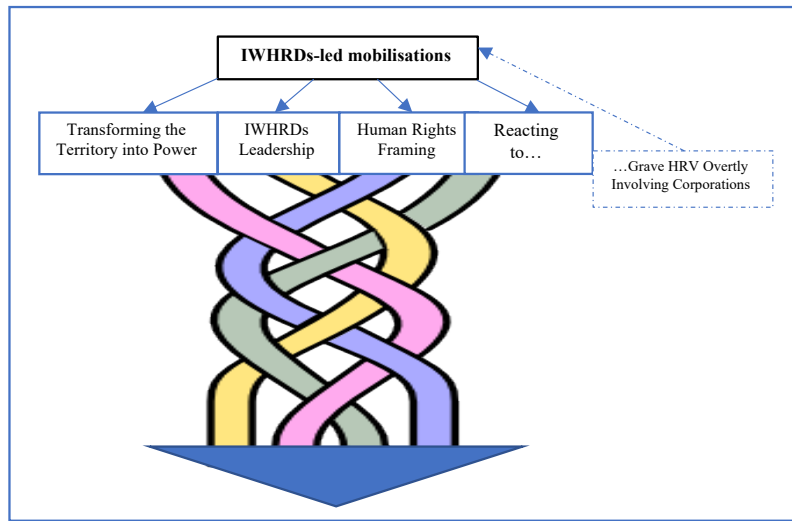 IWHRDs-led mobilisations
Transforming the
Territory into Power
IWHRDs
Leadership
Human Rights
Framing
Reacting
to…
…Grave HRV Overtly
Involving Corporations